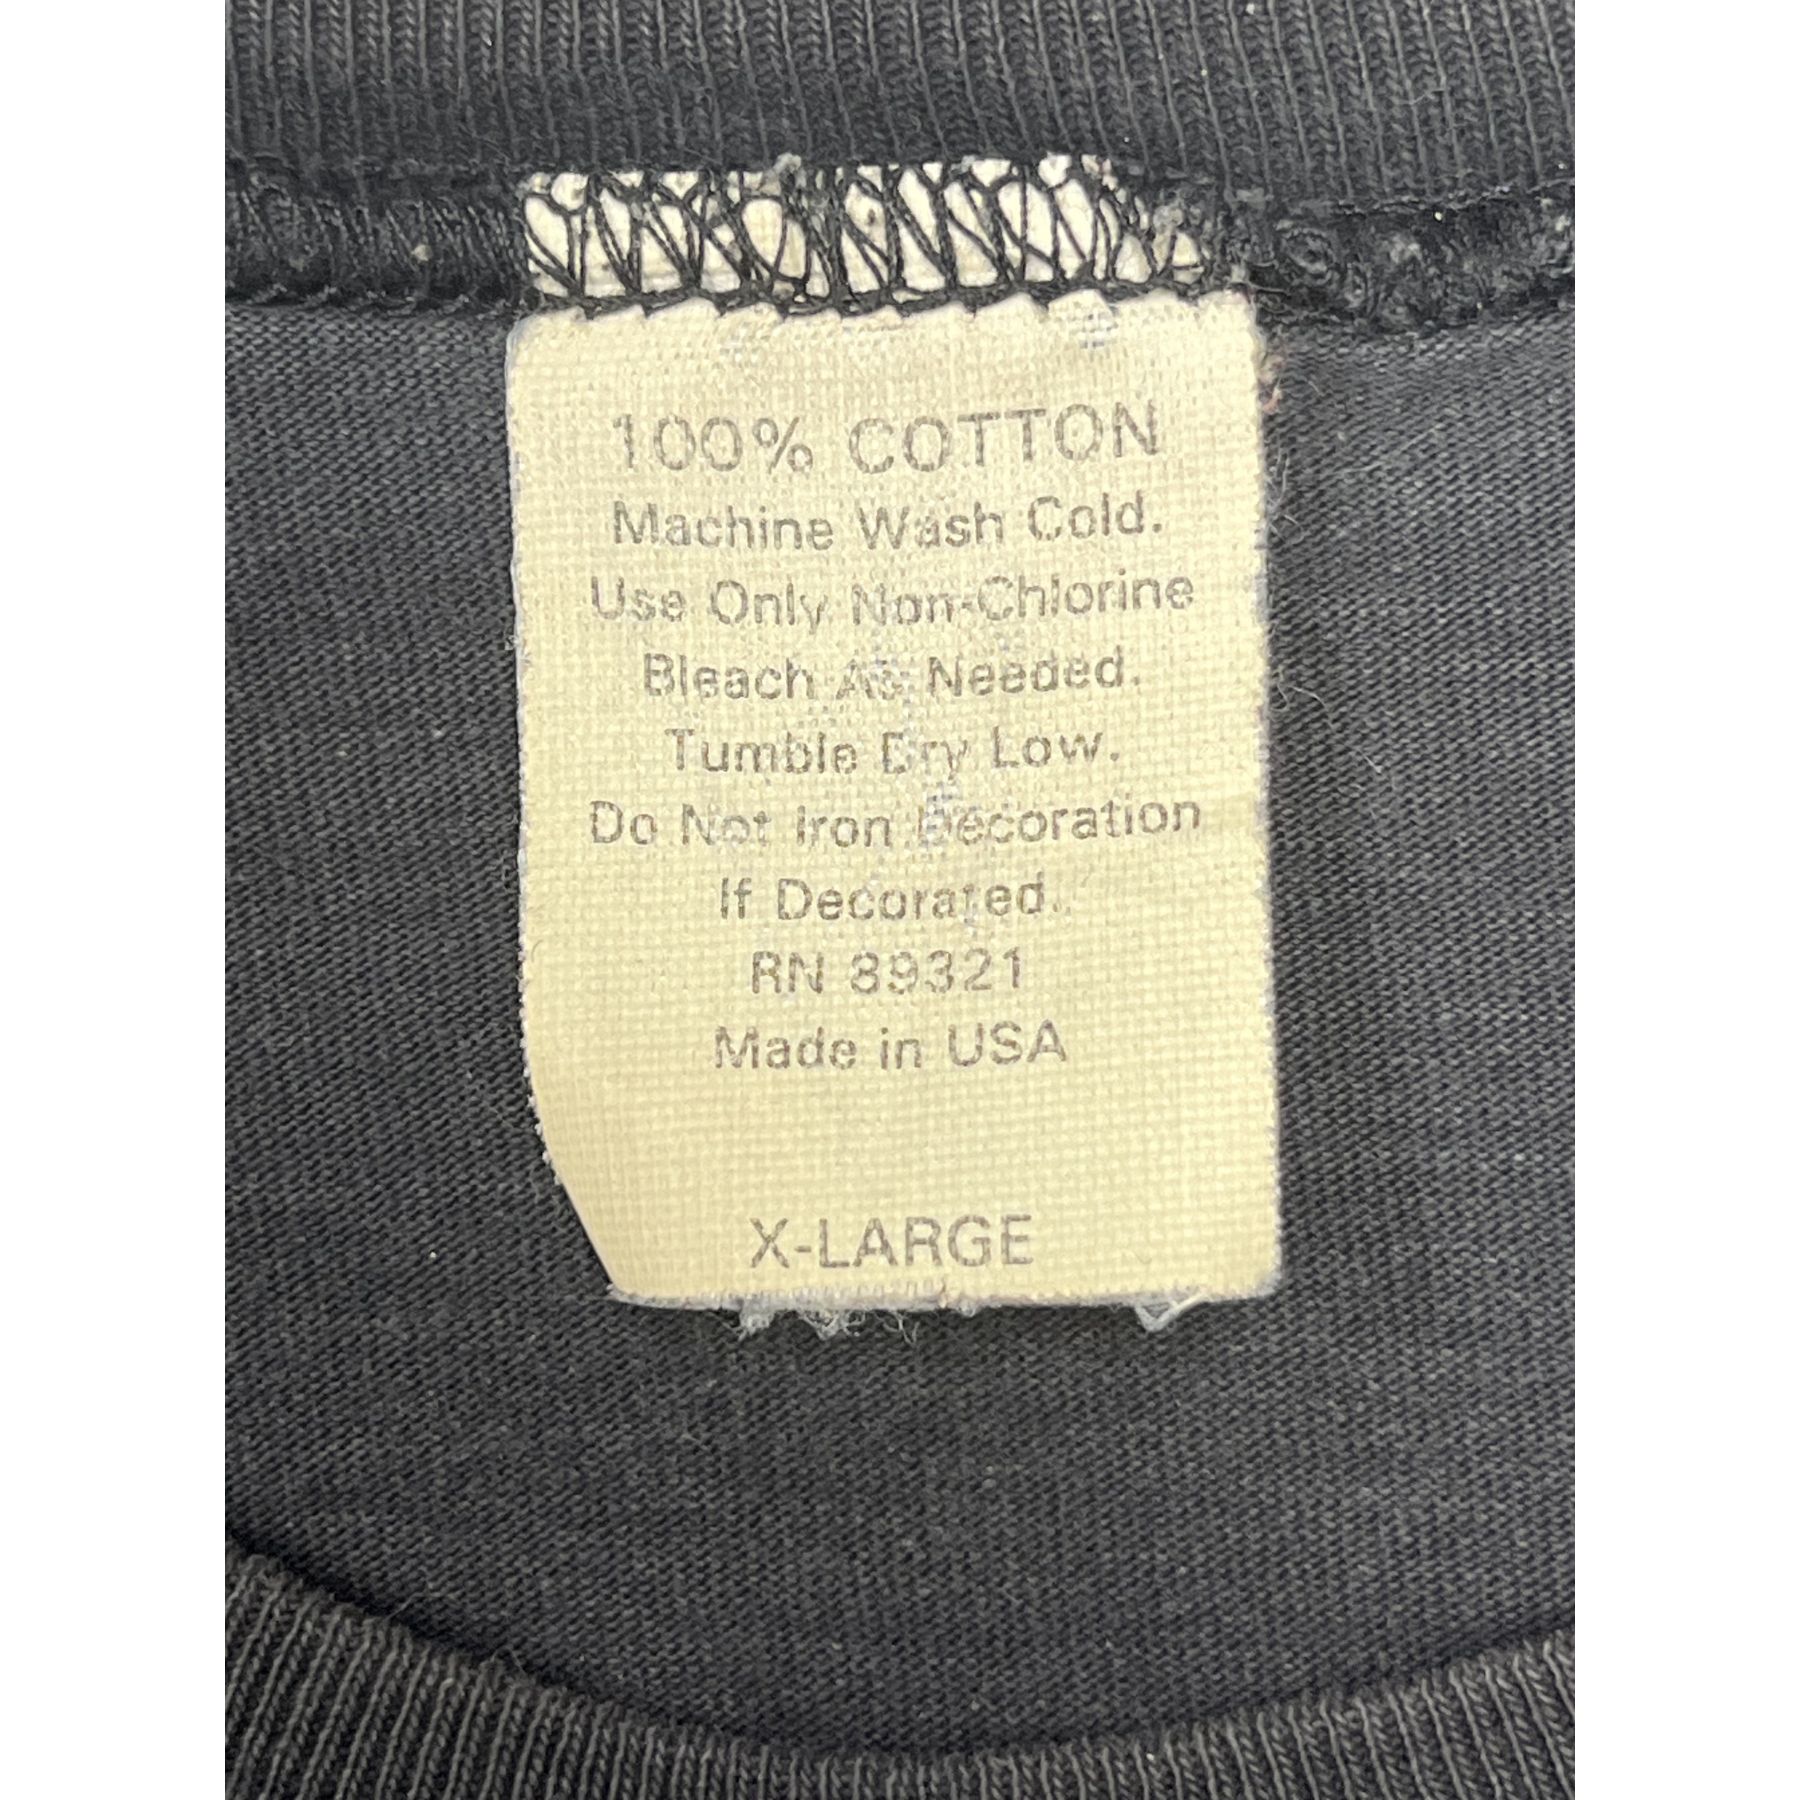 100% COTTON
Machine Wash Cold.
Use Only Non-Chlorine
Bleach As Needed.
Tumble Dry Low.
Do Not Iron Decoration
If Decorated.
RN 89321
Made in USA
X-LARGE